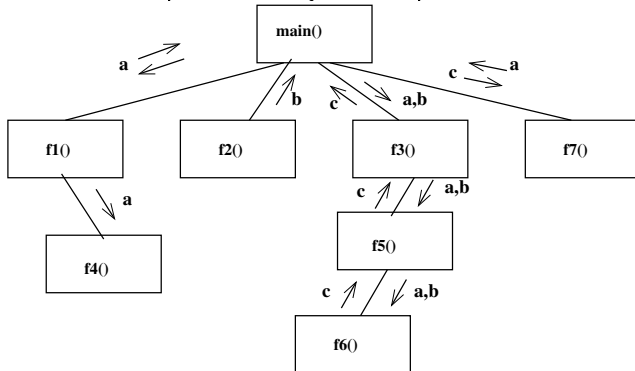 main()
a
c
a
b
c
a,b
f1()
f2()
f3()
f7()
a
c
a,b
f5()
f4()
c
a,b
f6()